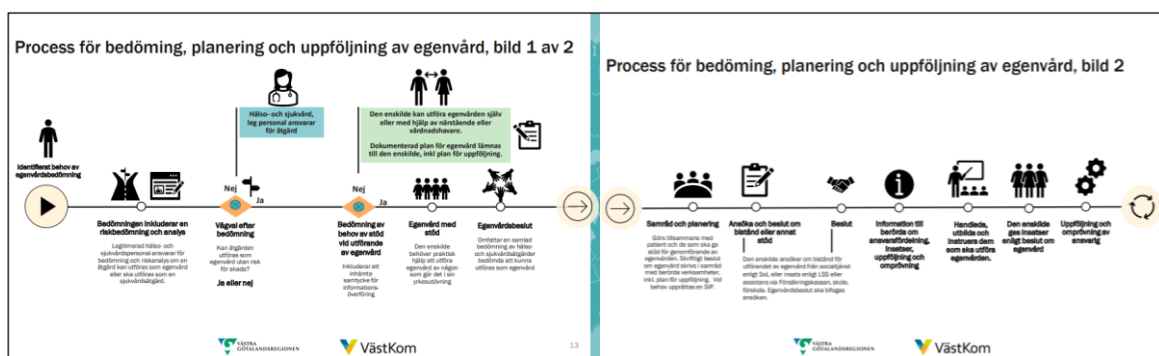 Process för bedöming, planering och uppföljning av egenvård, bild 1 av 2
Hälso- och sjukvård,
leg personal ansvarar
för åtgärd
Den enskilde kan utföra egenvården själv
eller med hjälp av närstående eller
vårdnadshavare.
Dokumenterad plan för egenvård lämnas
till den enskilde, inkl plan för uppföljning.
Identifierat behov av
egenvårdsbedömning
Nej
Ja
Nej
Ja
Bedömningen inkluderar en
riskbedömning och analys
Legitimerad hälso- och
sjukvårdspersonal ansvarar för
bedömning och riskanalys om en
åtgärd kan utföras som egenvård
eller ska utföras som en
sjukvårdsåtgärd.
Vägval efter
bedömning
Kan åtgärden
utföras som
egenvård utan risk
för skada?
Ja eller nej
Bedömning av
behov av stöd
vid utförande
av egenvård
Inkluderar att
inhämta
samtycke för
informations-
överföring
Egenvård med
stöd
Den enskilde
behöver praktisk
hjälp att utföra
egenvård av någon
som gör det i sin
yrkesutövning
Egenvårdsbeslut
Omfattar en samlad
bedömning av hälso-
och sjukvårdsåtgärder
bedömda att kunna
utföras som egenvård
VÄSTRA
GÖTALANDSREGIONEN
VästKom
13
Process för bedöming, planering och uppföljning av egenvård, bild 2
Samråd och planering
Görs tillsammans med
patient och de som ska ge
stöd för genomförande av
egenvården. Skriftligt beslut
om egenvård skrivs i samråd
med berörda verksamheter,
inkl. plan för uppföljning. Vid
behov upprättas en SIP.
Ansöka och beslut om
bistånd eller annat
stöd
Den enskilde ansöker om bistånd för
utförandet av egenvård från socialtjänst
enligt SoL eller insats enligt LSS eller
assistans via Försäkringskassan, skola,
förskola. Egenvårdsbeslut ska bifogas
ansökan.
Beslut
Information till
berörda om
ansvarsfördelning,
insatser,
uppföljning och
omprövning
Handleda,
utbilda och
instruera dem
som ska utföra
egenvården.
Den enskilde
ges insatser
enligt beslut om
egenvård
Uppföljning och
omprövning av
ansvarig
VÄSTRA
GÖTALANDSREGIONEN
VästKom